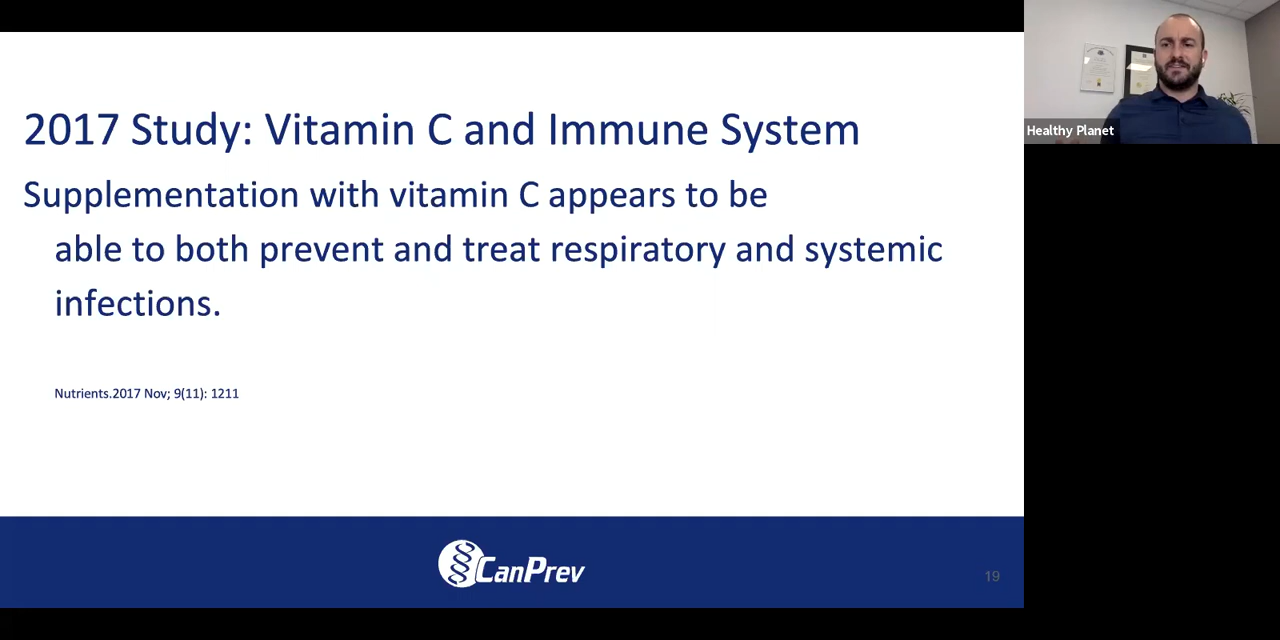 2017 Study: Vitamin C and Immune System
Supplementation with vitamin C appears to be
able to both prevent and treat respiratory and systemic
infections.
Nutrients.2017 Nov; 9(11): 1211
CanPrev
19
Healthy Planet